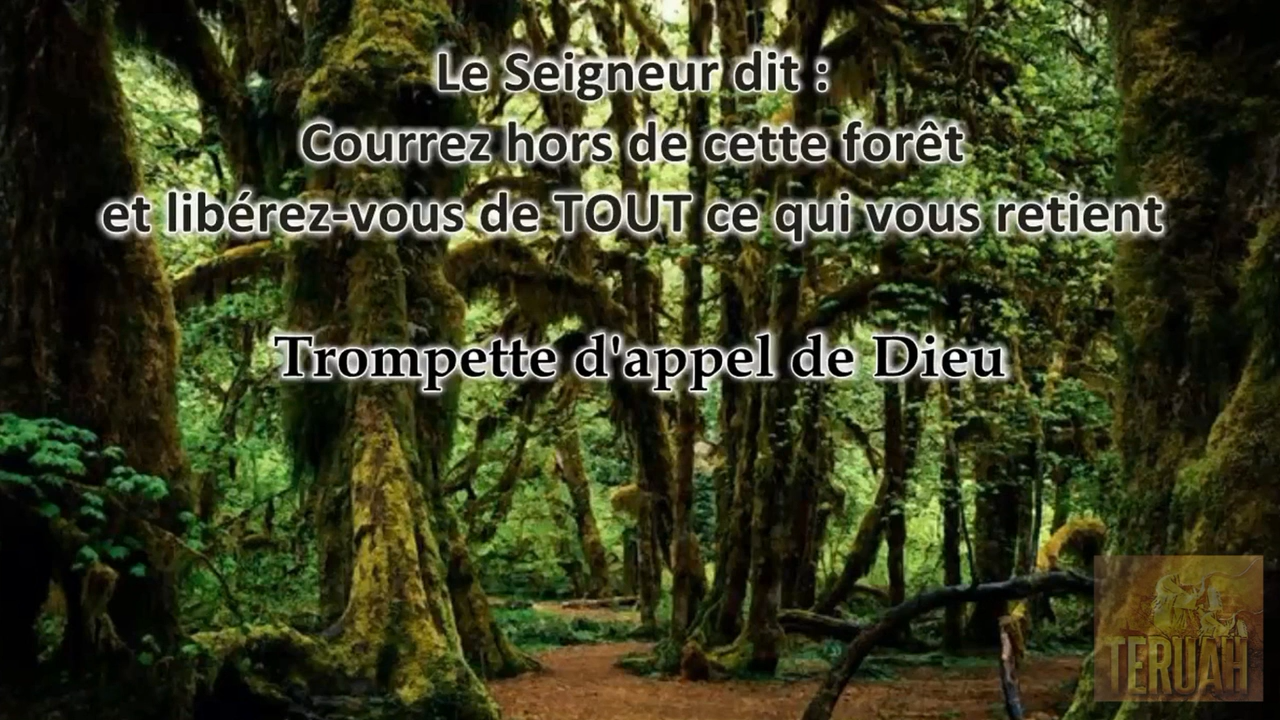 Le Seigneur dit :
Courrez hors de cette forêt
et libérez-vous de TOUT ce qui vous retient
Trompette d'appel de Dieu
TERUAH